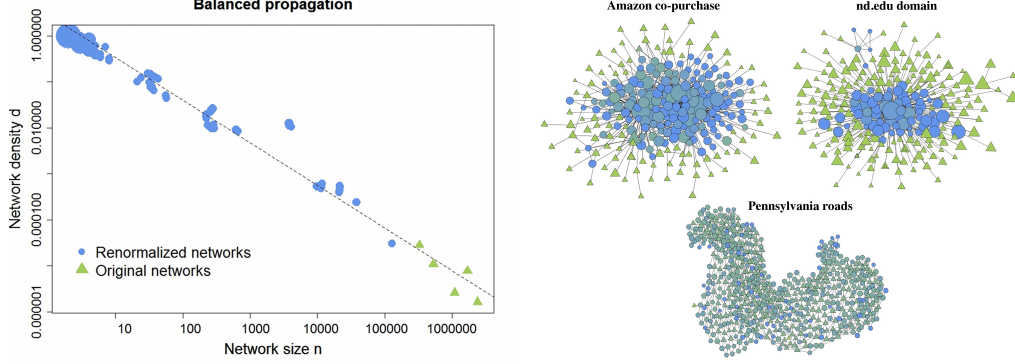 Balanced propagation
Network density d
1.000000
0.010000
0.000100
0.000001
Renormalized networks
Original networks
10
100
1000
10000
100000
1000000
Network size n
Amazon co-purchase
nd.edu domain
Pennsylvania roads